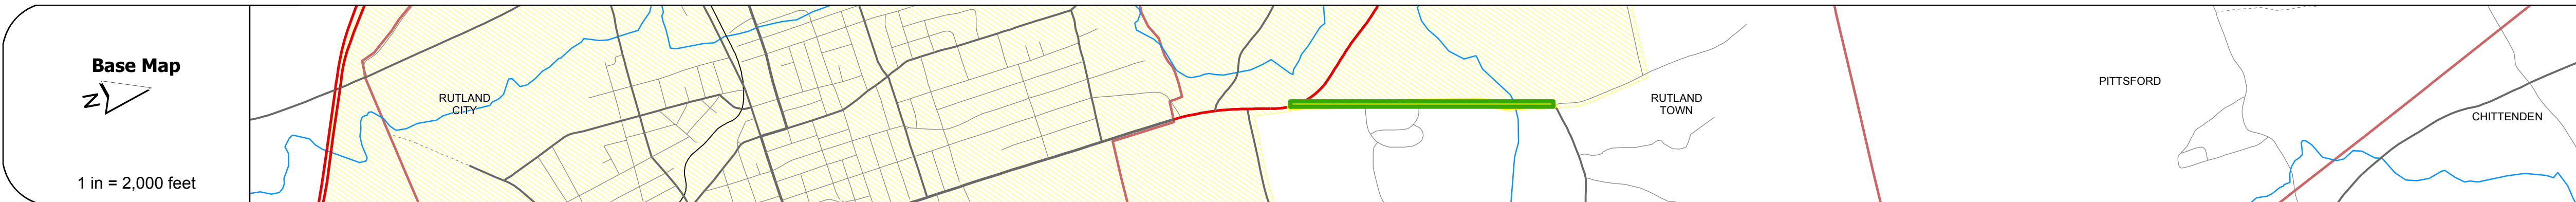 Base Map
N
1 in = 2,000 feet
RUTLAND
CITY
RUTLAND
TOWN
PITTSFORD
CHITTENDEN